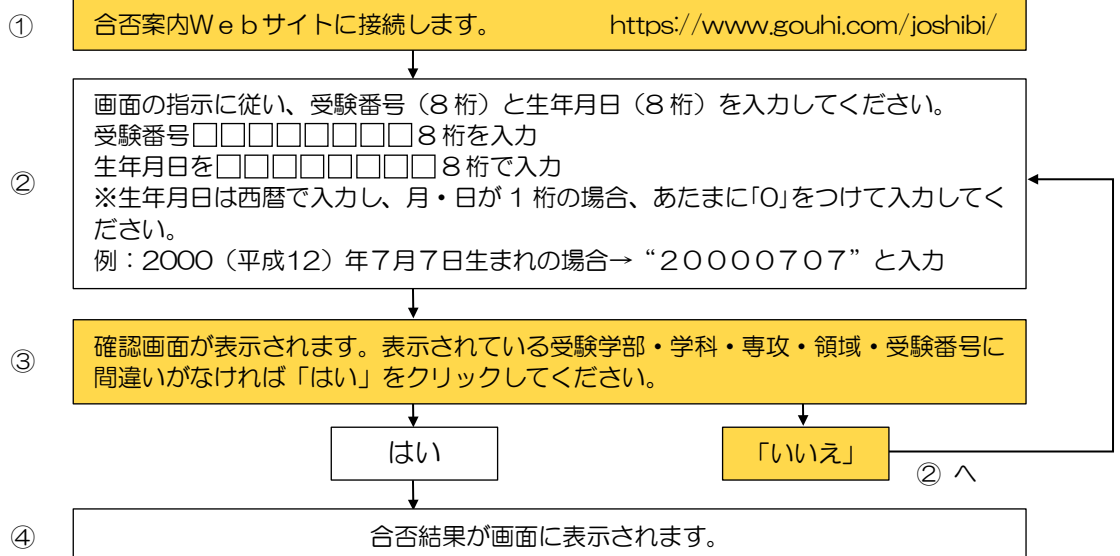 ① 合否案内Ｗｅｂサイトに接続します。 https://www.gouhi.com/joshibi/
② 画面の指示に従い、受験番号（８桁）と生年月日（８桁）を入力してください。
受験番号□□□□□□□□８桁を入力
生年月日を□□□□□□□□８桁で入力
※生年月日は西暦で入力し、月・日が１桁の場合、あたまに｢０｣をつけて入力してく
ださい。
例：2000（平成12）年７月７日生まれの場合→“２００００７０７”と入力
③ 確認画面が表示されます。表示されている受験学部・学科・専攻・領域・受験番号に
間違いがなければ「はい」をクリックしてください。
はい 「いいえ」
② へ
④ 合否結果が画面に表示されます。